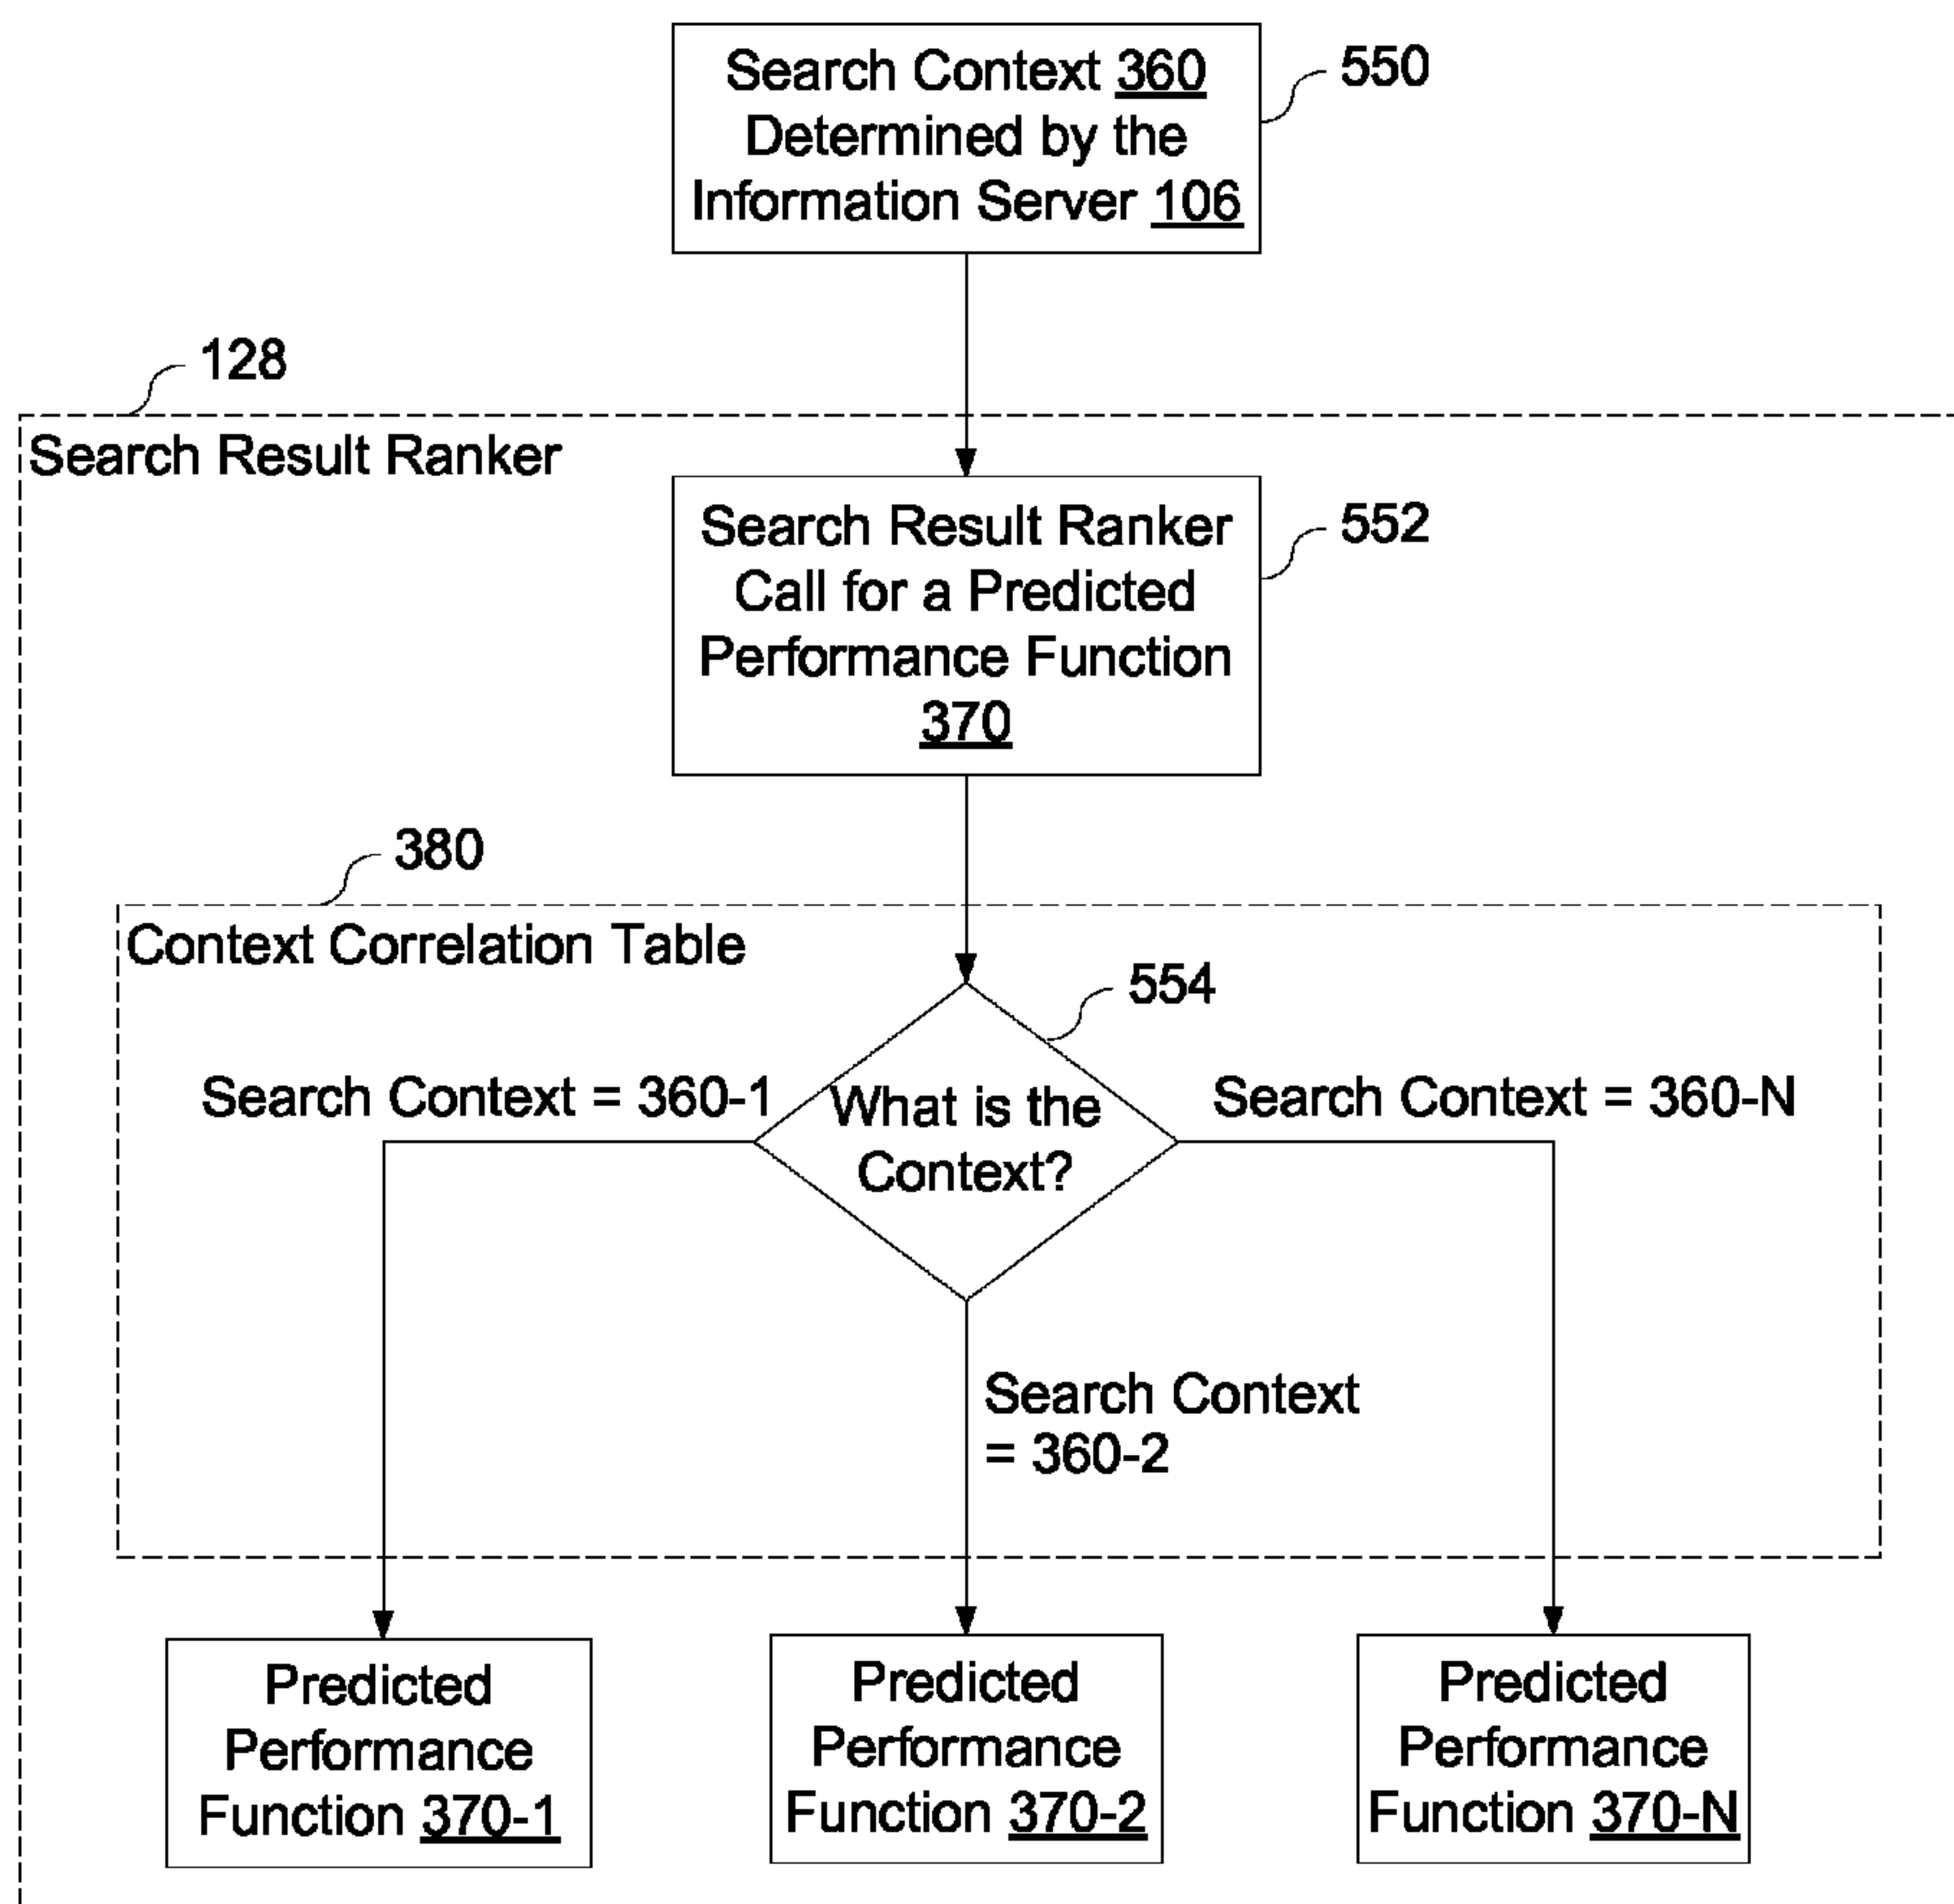 Search Context 360
Determined by the
Information Server 106
550
128
Search Result Ranker
Search Result Ranker
Call for a Predicted
Performance Function
370
552
380
Context Correlation Table
554
Search Context = 360-1
What is the
Context?
Search Context = 360-N
Search Context
= 360-2
Predicted
Performance
Function 370-1
Predicted
Performance
Function 370-2
Predicted
Performance
Function 370-N